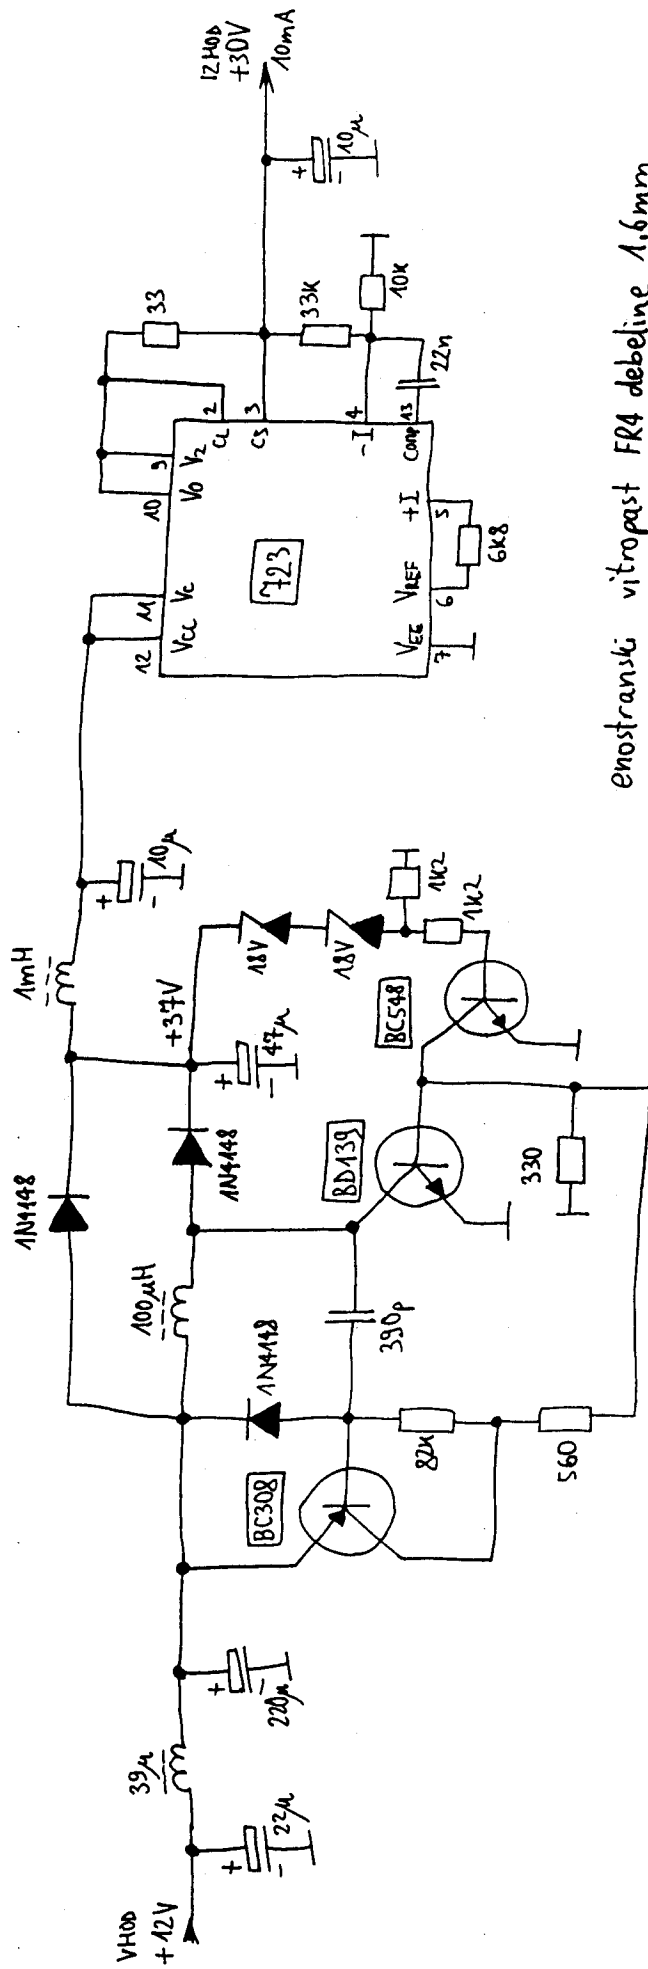 VHOD
+12V
22µ
+
-
39µ
220µ
+
-
BC308
1N4148
82k
560
390p
100µH
1N4148
1N4148
BD139
330
+37V
47µ
+
-
BC548
18V
18V
1k2
1k2
1mH
10µ
+
-
723
12
VCC
11
VC
10
VO
9
VZ
2
CL
3
CS
4
-I
13
COMP
5
+I
6
VREF
7
VEE
6k8
33
33k
10k
22n
10µ
+
-
IZHOD
+30V
10mA
enostranski vitroplast FR4 debeline 1.6mm